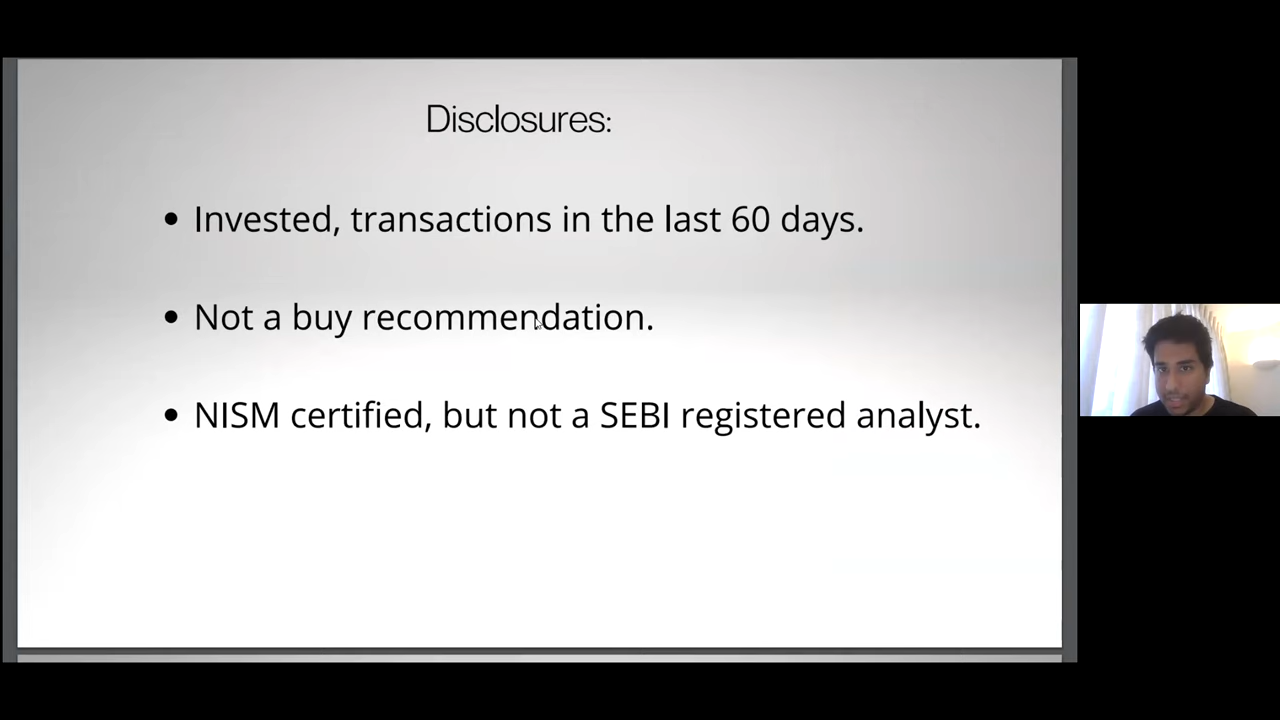 Disclosures:
Invested, transactions in the last 60 days.
Not a buy recommendation.
NISM certified, but not a SEBI registered analyst.